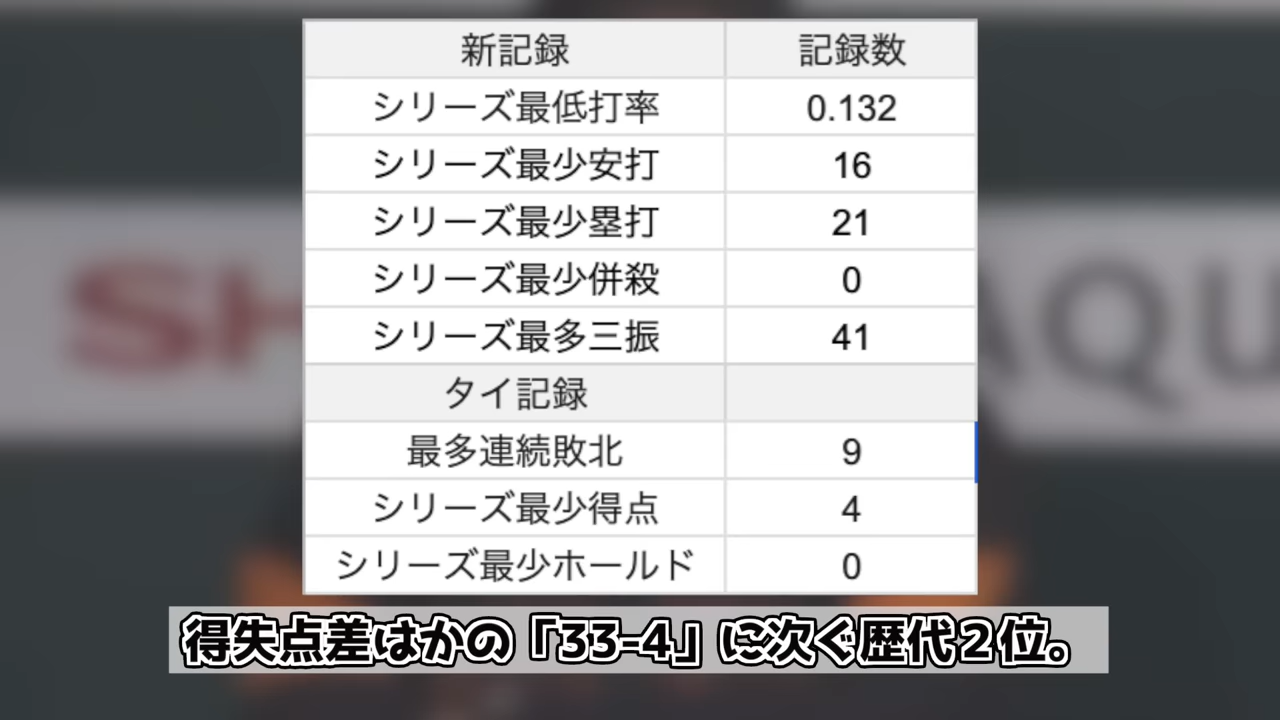 新記録 記録数
シリーズ最低打率 0.132
シリーズ最少安打 16
シリーズ最少塁打 21
シリーズ最少併殺 0
シリーズ最多三振 41
タイ記録
最多連続敗北 9
シリーズ最少得点 4
シリーズ最少ホールド 0
SH
AQU
得失点差はかの「33-4」に次ぐ歴代２位。